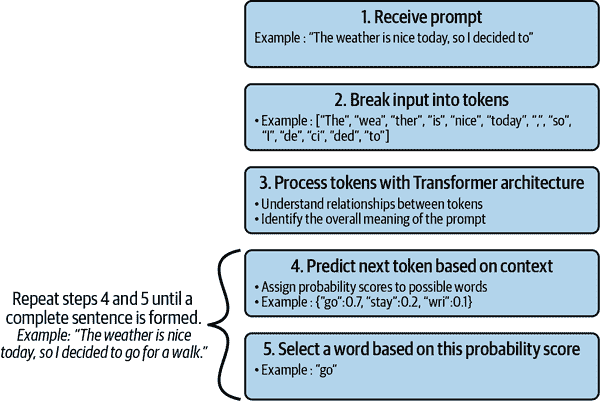 1. Receive prompt
Example : "The weather is nice today, so I decided to"
2. Break input into tokens
• Example : ["The", "wea", "ther", "is", "nice", "today", ",", "so",
"I", "de", "ci", "ded", "to"]
3. Process tokens with Transformer architecture
• Understand relationships between tokens
• Identify the overall meaning of the prompt
4. Predict next token based on context
• Assign probability scores to possible words
• Example : {"go":0.7, "stay":0.2, "wri":0.1}
5. Select a word based on this probability score
• Example : "go"
Repeat steps 4 and 5 until a
complete sentence is formed.
Example: "The weather is nice
today, so I decided to go for a walk."